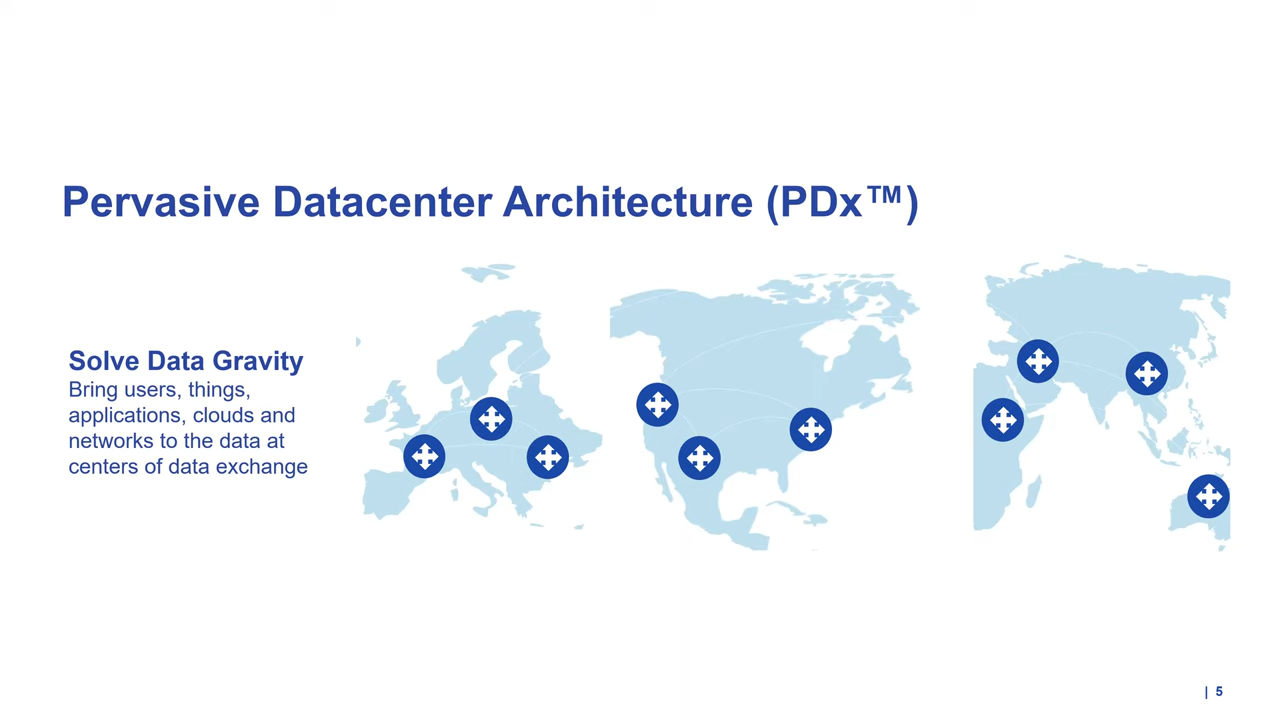 Pervasive Datacenter Architecture (PDx™)
Solve Data Gravity
Bring users, things,
applications, clouds and
networks to the data at
centers of data exchange
| 5